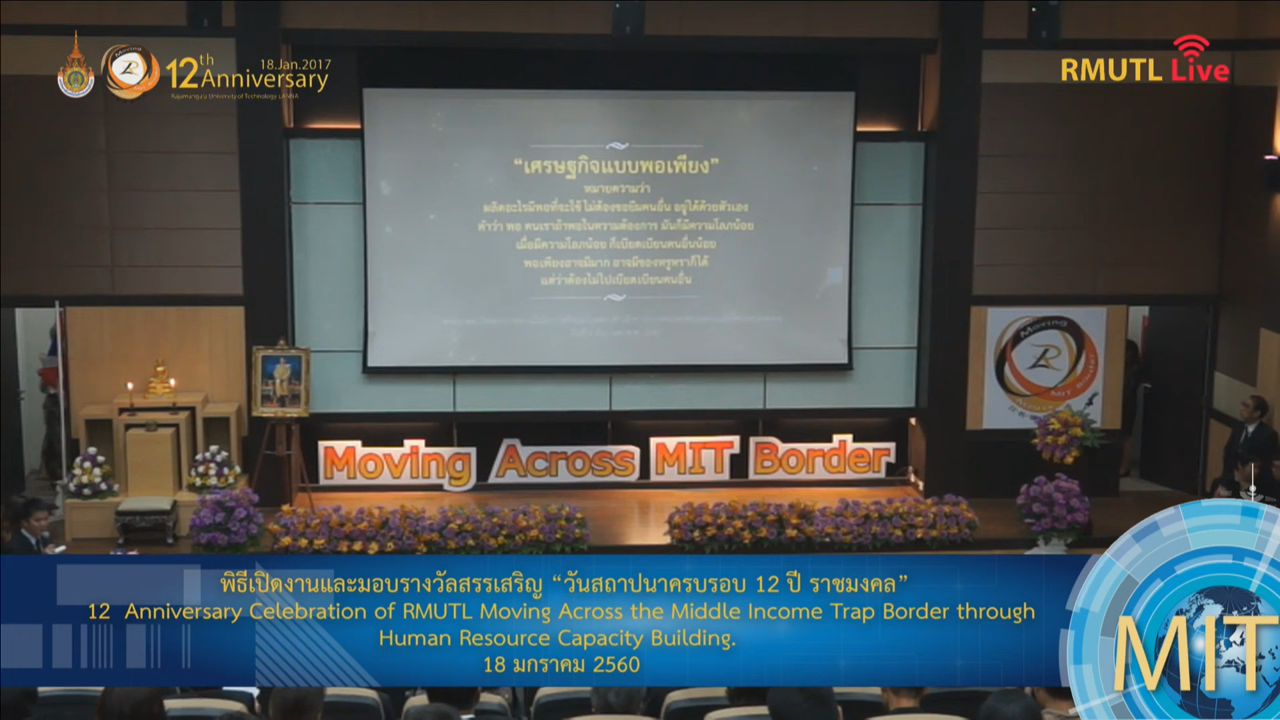 12th
18.Jan.2017
Anniversary
Rajamangala University of Technology LANNA
RMUTL Live
“เศรษฐกิจแบบพอเพียง”
หมายความว่า
ผลิตอะไรมีพอที่จะใช้ ไม่ต้องขอยืมคนอื่น อยู่ได้ด้วยตัวเอง
คำว่า พอ คนเราถ้าพอในความต้องการ มันก็มีความโลภน้อย
เมื่อมีความโลภน้อย ก็เบียดเบียนคนอื่นน้อย
พอเพียงอาจมีมาก อาจมีของหรูหราก็ได้
แต่ว่าต้องไม่ไปเบียดเบียนคนอื่น
Moving
MIT Border
Moving Across MIT Border
พิธีเปิดงานและมอบรางวัลสรรเสริญ “วันสถาปนาครบรอบ 12 ปี ราชมงคล”
12 Anniversary Celebration of RMUTL Moving Across the Middle Income Trap Border through
Human Resource Capacity Building.
18 มกราคม 2560
MIT